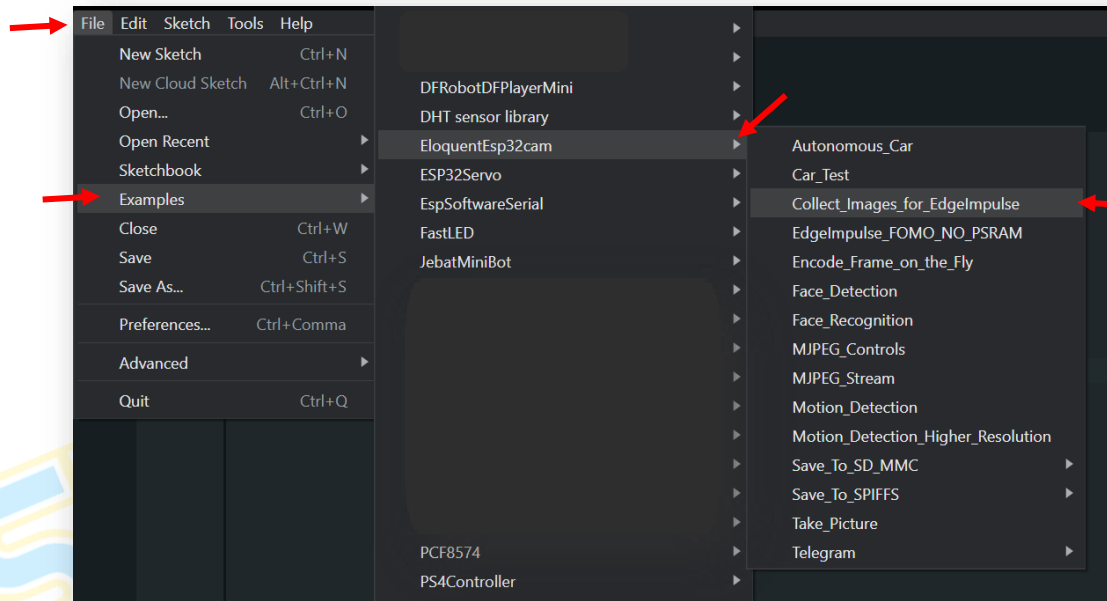 File Edit Sketch Tools Help
New Sketch Ctrl+N
New Cloud Sketch Alt+Ctrl+N
Open... Ctrl+O
Open Recent
Sketchbook
Examples
Close Ctrl+W
Save Ctrl+S
Save As... Ctrl+Shift+S
Preferences... Ctrl+Comma
Advanced
Quit Ctrl+Q
DFRobotDFPlayerMini
DHT sensor library
EloquentEsp32cam
ESP32Servo
EspSoftwareSerial
FastLED
JebatMiniBot
PCF8574
PS4Controller
Autonomous_Car
Car_Test
Collect_Images_for_EdgeImpulse
EdgeImpulse_FOMO_NO_PSRAM
Encode_Frame_on_the_Fly
Face_Detection
Face_Recognition
MJPEG_Controls
MJPEG_Stream
Motion_Detection
Motion_Detection_Higher_Resolution
Save_To_SD_MMC
Save_To_SPIFFS
Take_Picture
Telegram